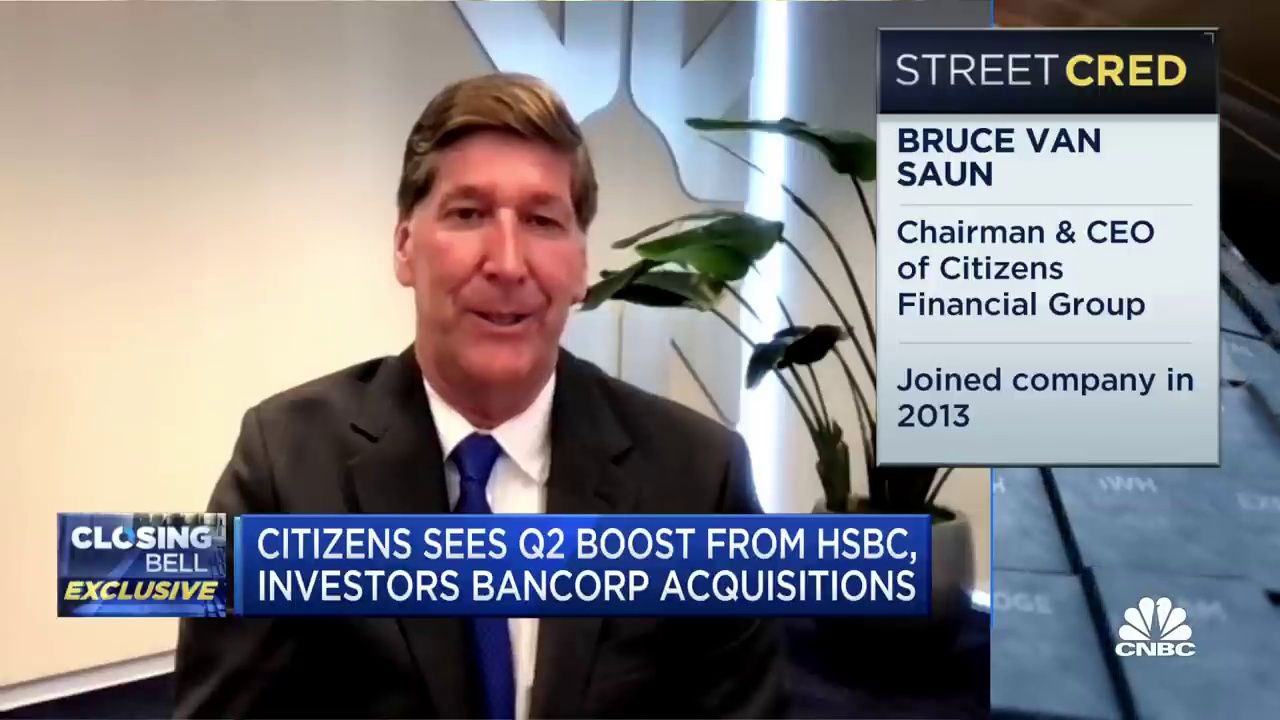 STREET CRED
BRUCE VAN
SAUN
Chairman & CEO
of Citizens
Financial Group
Joined company in
2013
CLOSING
BELL
EXCLUSIVE
CITIZENS SEES Q2 BOOST FROM HSBC,
INVESTORS BANCORP ACQUISITIONS
CNBC